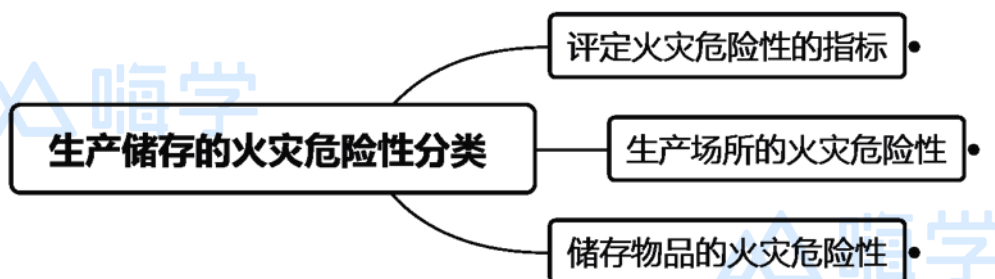 嗨学
评定火灾危险性的指标
生产储存的火灾危险性分类
生产场所的火灾危险性
嗨学
储存物品的火灾危险性